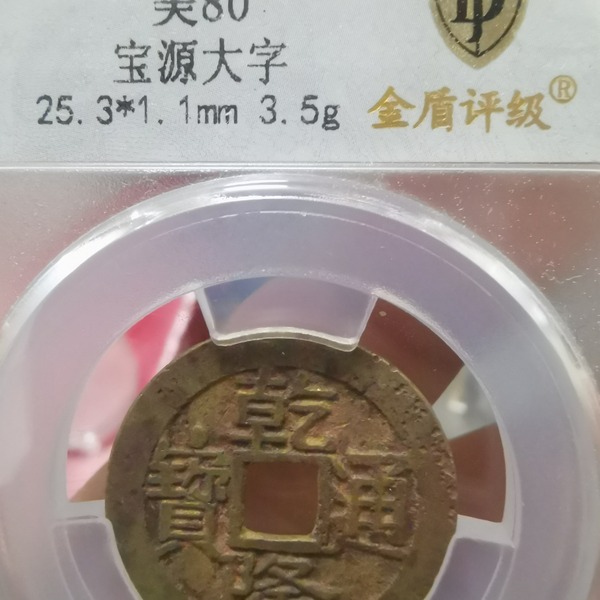 美80
宝源大字
25.3*1.1mm 3.5g
金盾评级®
乾
隆
通
寶